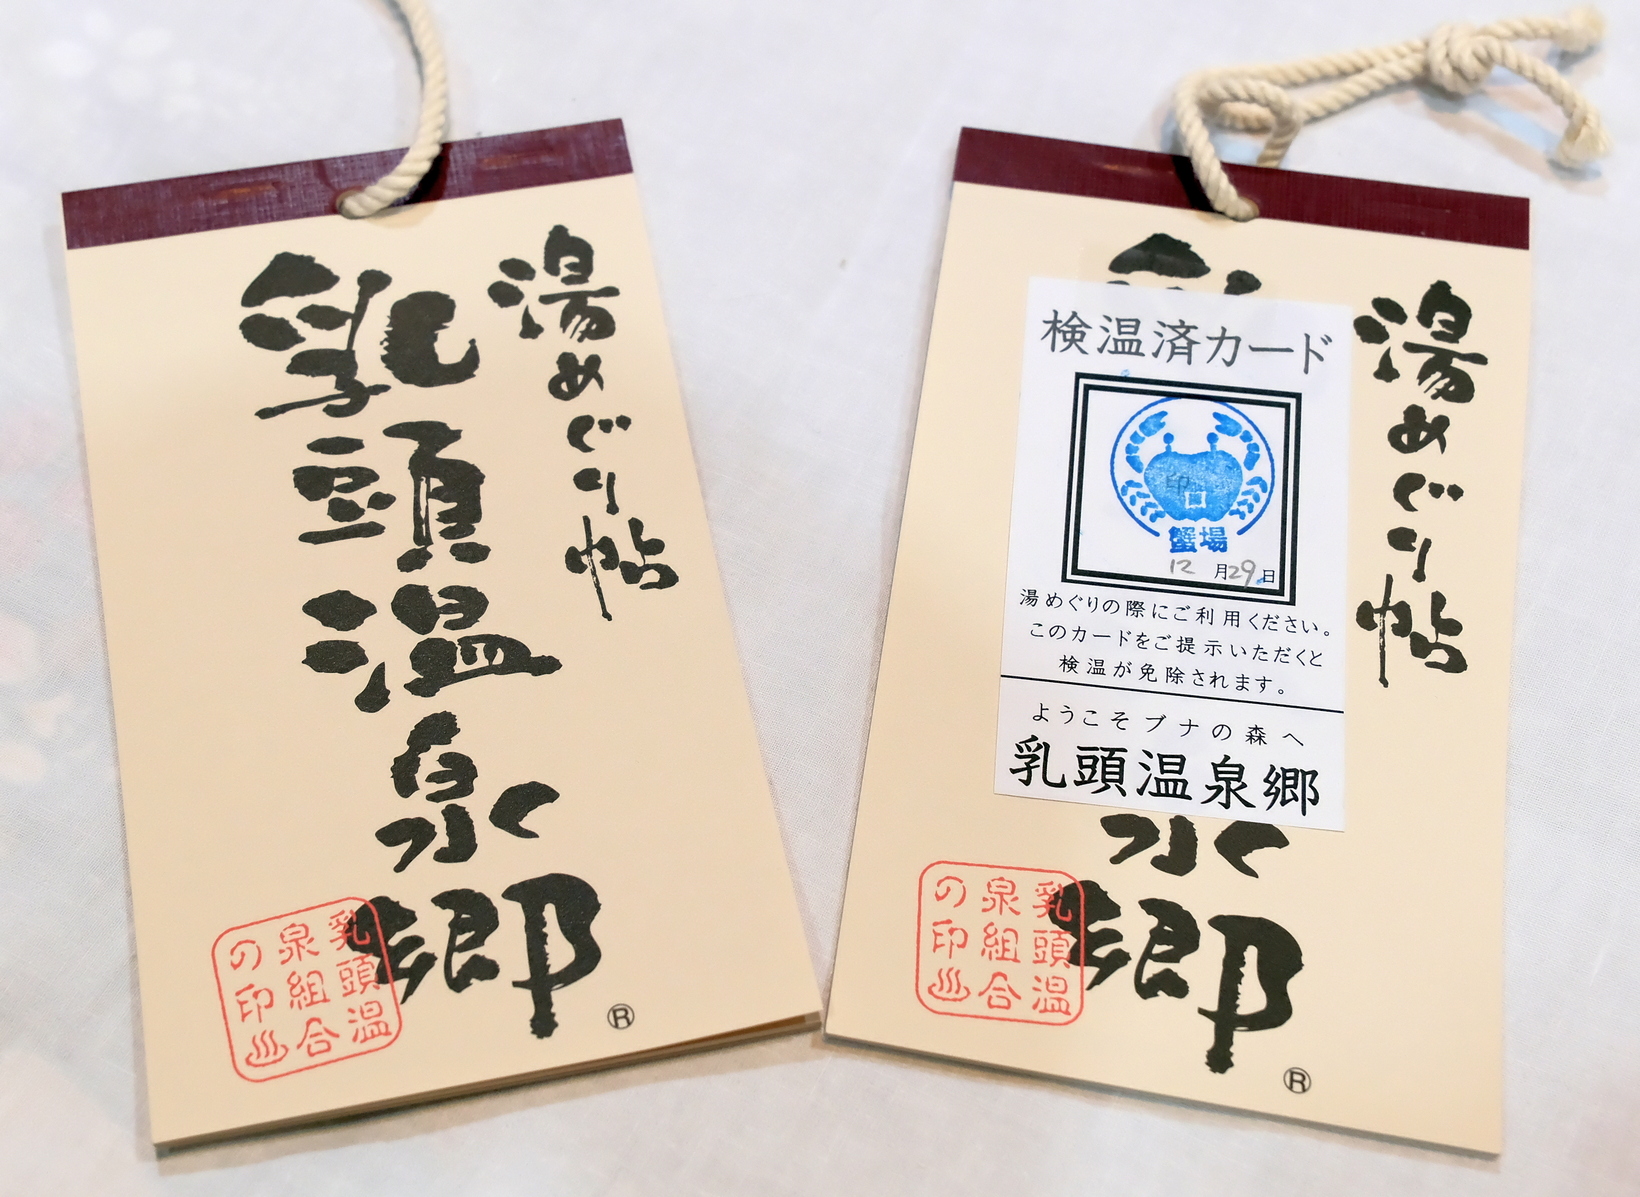 湯めぐり帖
乳頭温泉郷
乳頭温
泉組合
の印♨
®
湯めぐり帖
検温済カード
印
蟹場
12月29日
湯めぐりの際にご利用ください。
このカードをご提示いただくと
検温が免除されます。
ようこそブナの森へ
乳頭温泉郷
郷
乳頭温
泉組合
の印♨
®